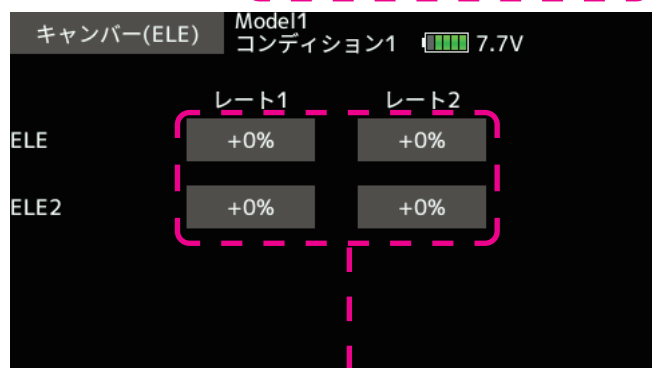 キャンバー(ELE)
Model1
コンディション1 7.7V
レート1 レート2
ELE +0% +0%
ELE2 +0% +0%